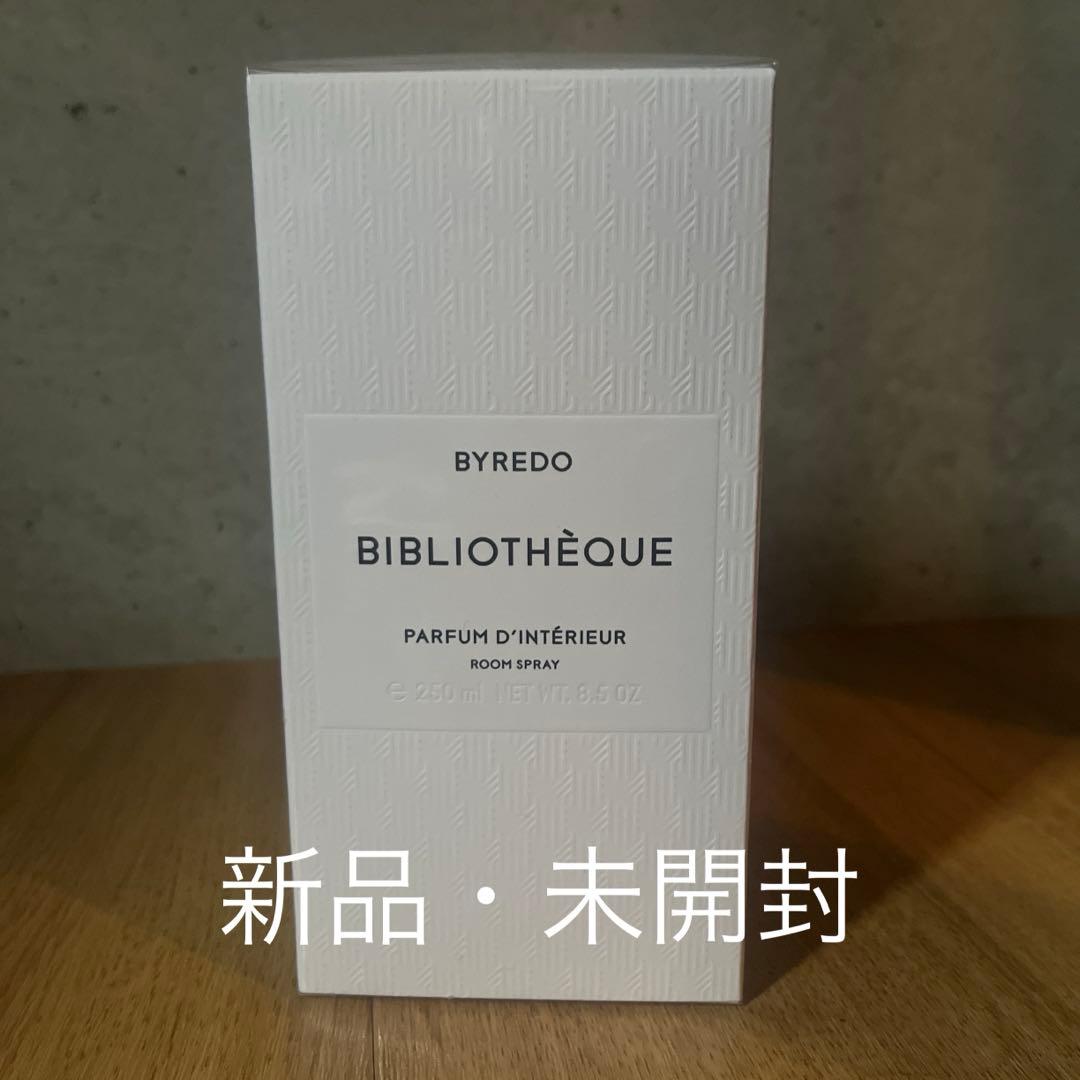 BYREDO
BIBLIOTHÈQUE
PARFUM D'INTÉRIEUR
ROOM SPRAY
℮ 250 ml NET WT. 8.5 OZ
新品・未開封